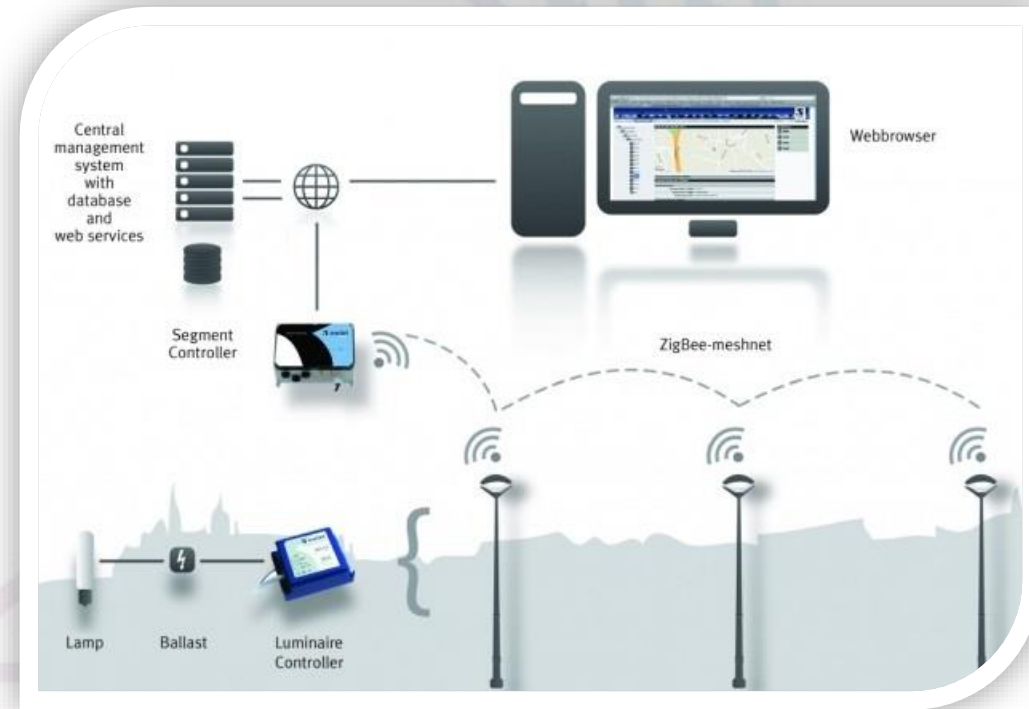 Central
management
system
with
database
and
web services
Webbrowser
Segment
Controller
ZigBee-meshnet
Lamp
Ballast
Luminaire
Controller